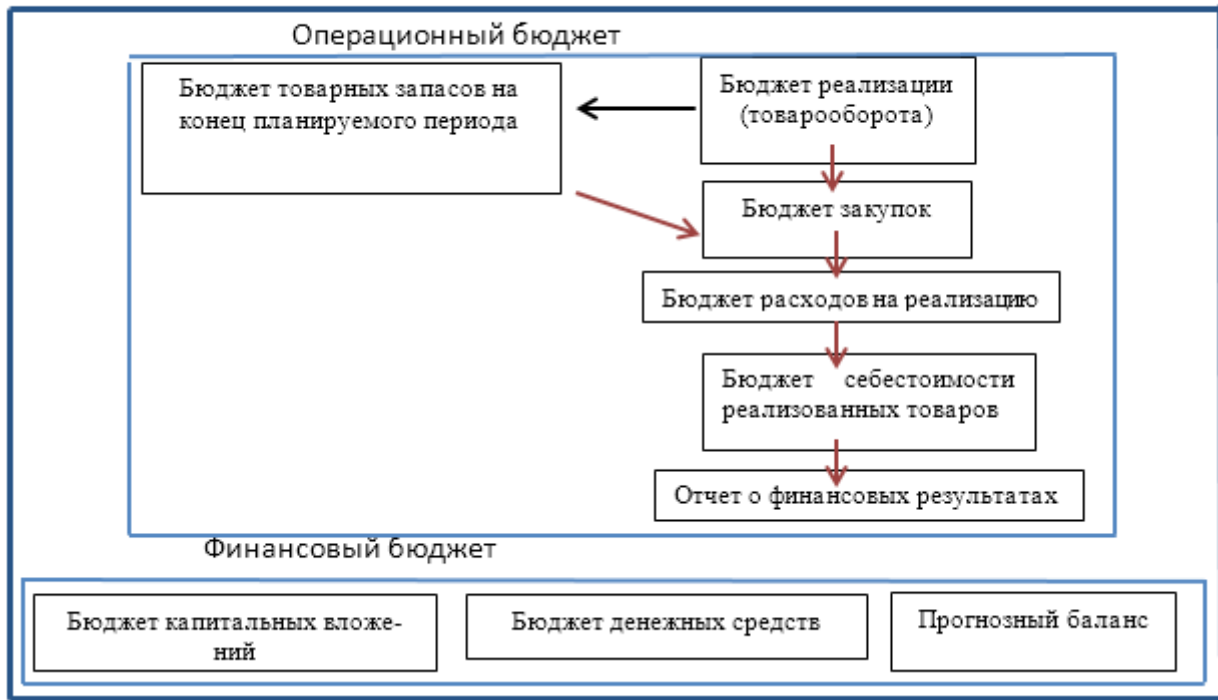 Операционный бюджет
Бюджет товарных запасов на
конец планируемого периода
Бюджет реализации
(товарооборота)
Бюджет закупок
Бюджет расходов на реализацию
Бюджет себестоимости
реализованных товаров
Отчет о финансовых результатах
Финансовый бюджет
Бюджет капитальных вложе-
ний
Бюджет денежных средств
Прогнозный баланс